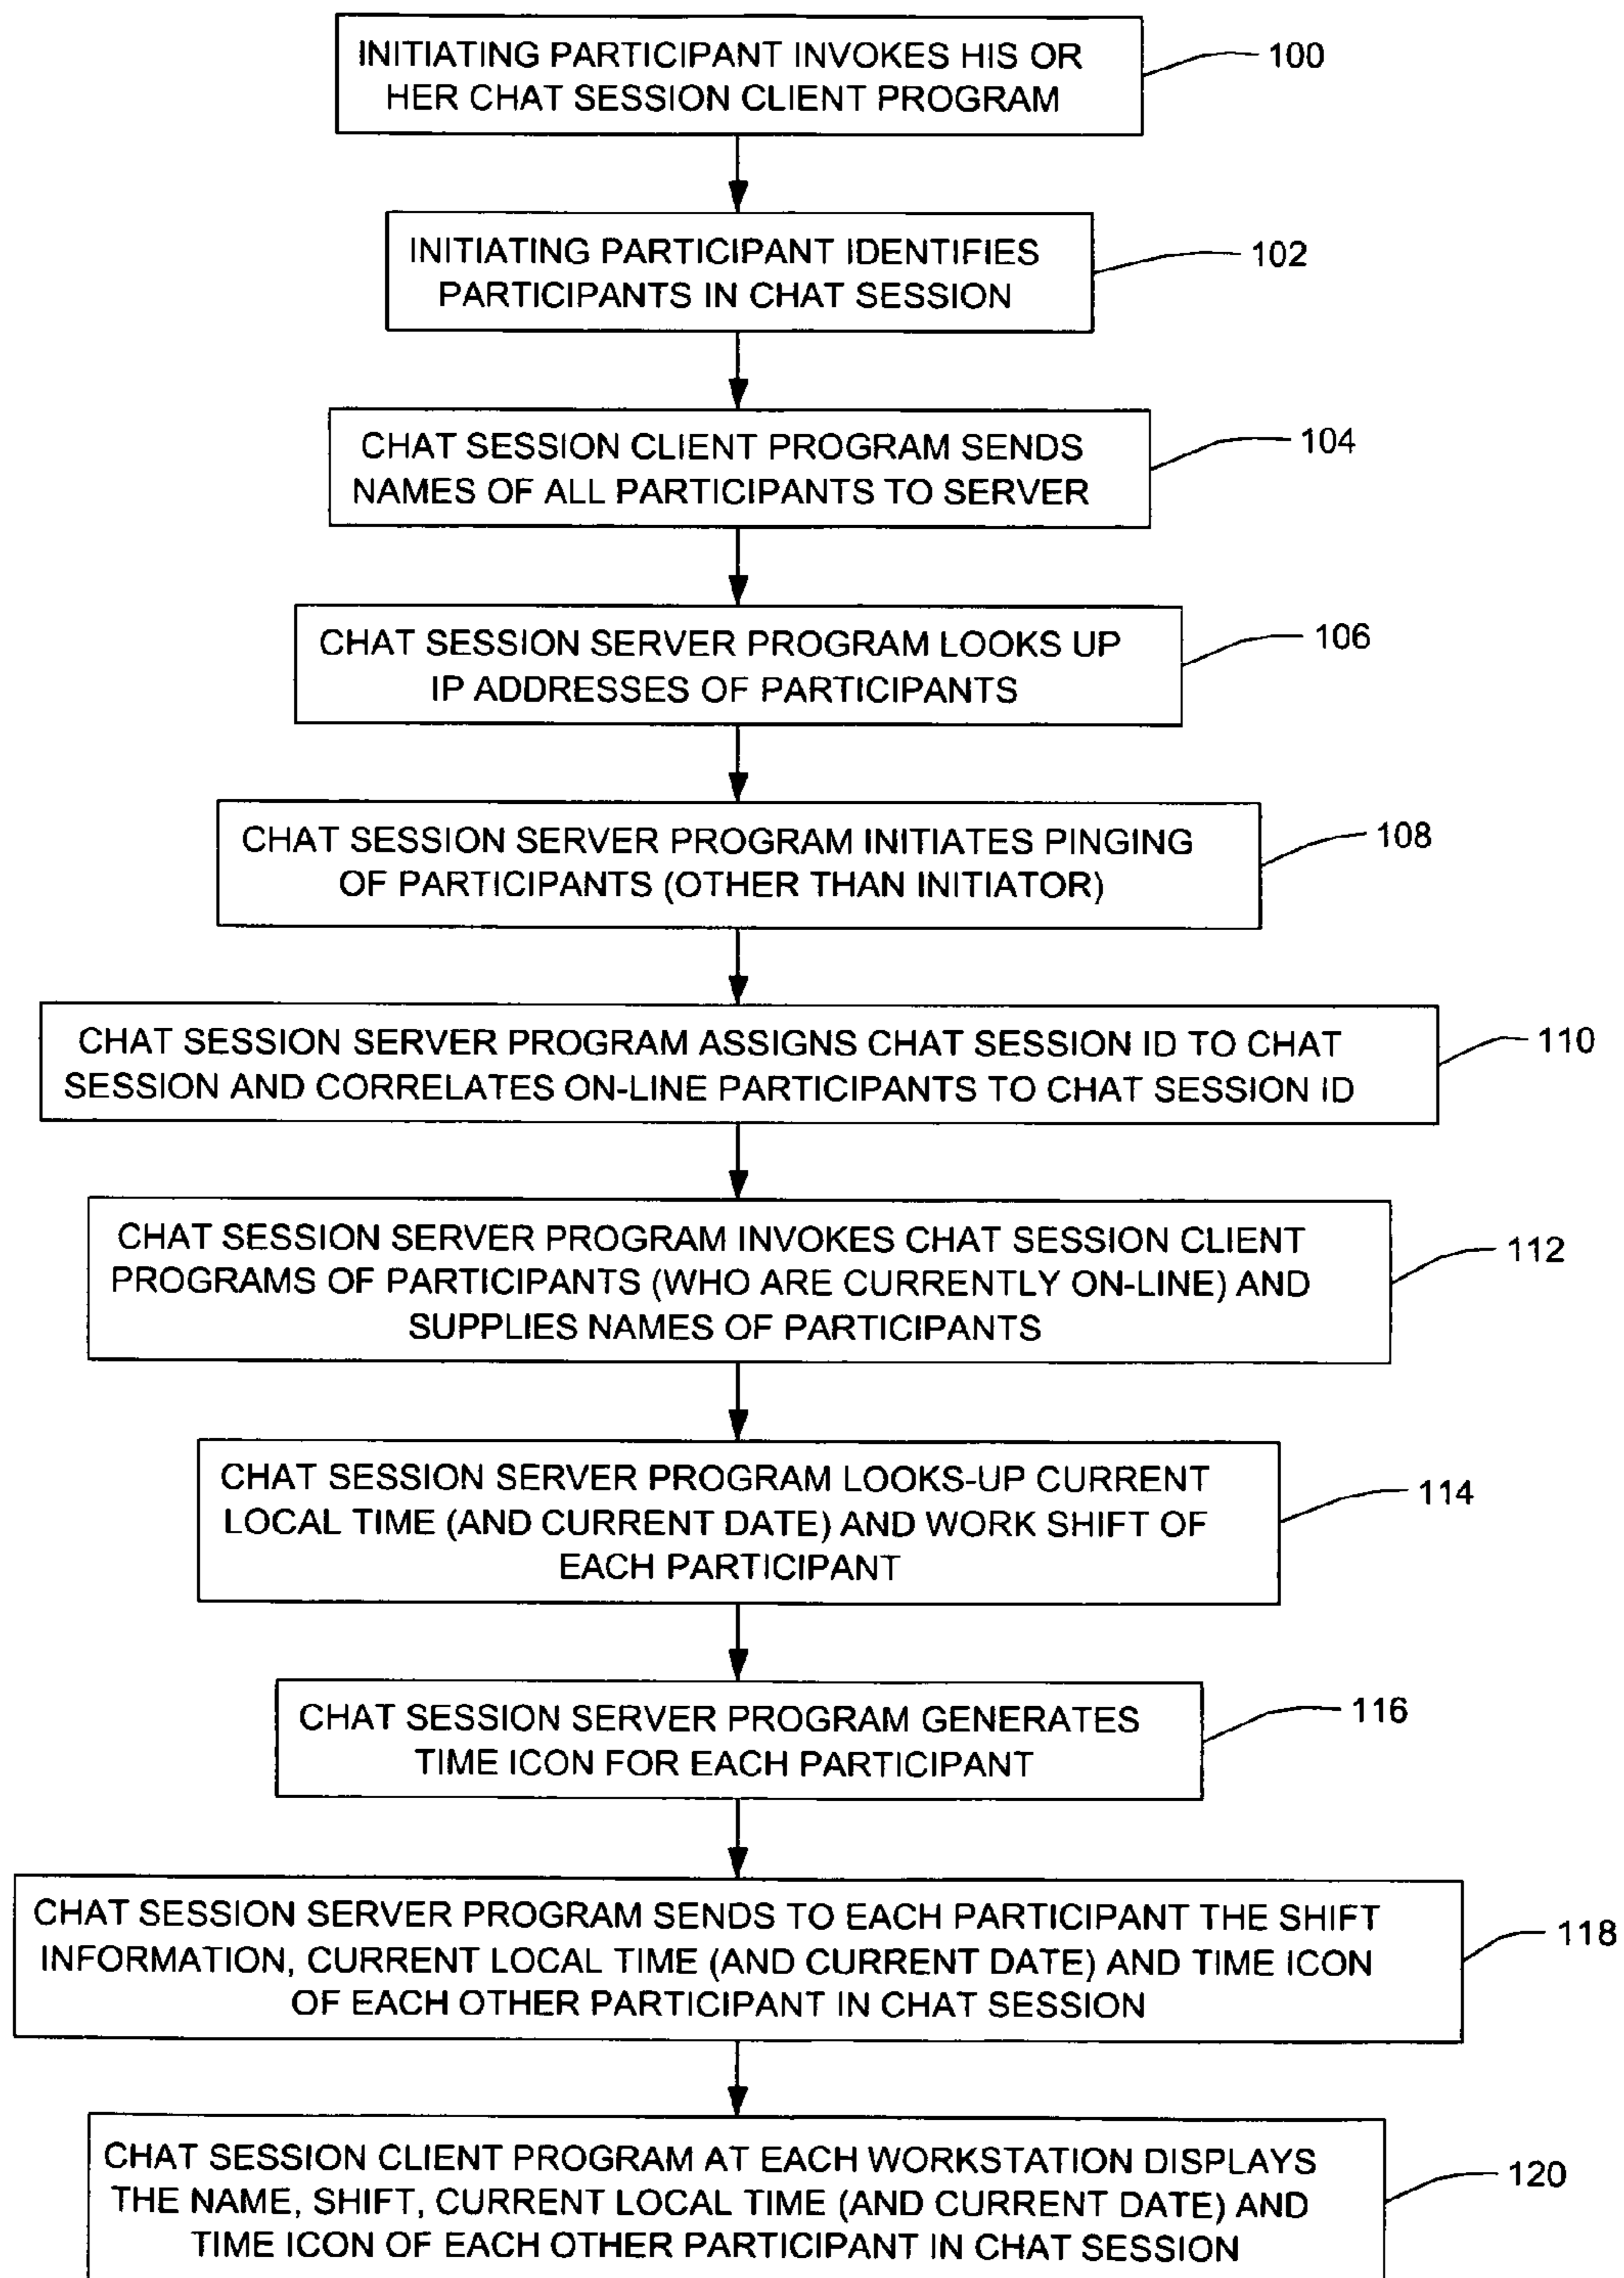 INITIATING PARTICIPANT INVOKES HIS OR
HER CHAT SESSION CLIENT PROGRAM
100
INITIATING PARTICIPANT IDENTIFIES
PARTICIPANTS IN CHAT SESSION
102
CHAT SESSION CLIENT PROGRAM SENDS
NAMES OF ALL PARTICIPANTS TO SERVER
104
CHAT SESSION SERVER PROGRAM LOOKS UP
IP ADDRESSES OF PARTICIPANTS
106
CHAT SESSION SERVER PROGRAM INITIATES PINGING
OF PARTICIPANTS (OTHER THAN INITIATOR)
108
CHAT SESSION SERVER PROGRAM ASSIGNS CHAT SESSION ID TO CHAT
SESSION AND CORRELATES ON-LINE PARTICIPANTS TO CHAT SESSION ID
110
CHAT SESSION SERVER PROGRAM INVOKES CHAT SESSION CLIENT
PROGRAMS OF PARTICIPANTS (WHO ARE CURRENTLY ON-LINE) AND
SUPPLIES NAMES OF PARTICIPANTS
112
CHAT SESSION SERVER PROGRAM LOOKS-UP CURRENT
LOCAL TIME (AND CURRENT DATE) AND WORK SHIFT OF
EACH PARTICIPANT
114
CHAT SESSION SERVER PROGRAM GENERATES
TIME ICON FOR EACH PARTICIPANT
116
CHAT SESSION SERVER PROGRAM SENDS TO EACH PARTICIPANT THE SHIFT
INFORMATION, CURRENT LOCAL TIME (AND CURRENT DATE) AND TIME ICON
OF EACH OTHER PARTICIPANT IN CHAT SESSION
118
CHAT SESSION CLIENT PROGRAM AT EACH WORKSTATION DISPLAYS
THE NAME, SHIFT, CURRENT LOCAL TIME (AND CURRENT DATE) AND
TIME ICON OF EACH OTHER PARTICIPANT IN CHAT SESSION
120